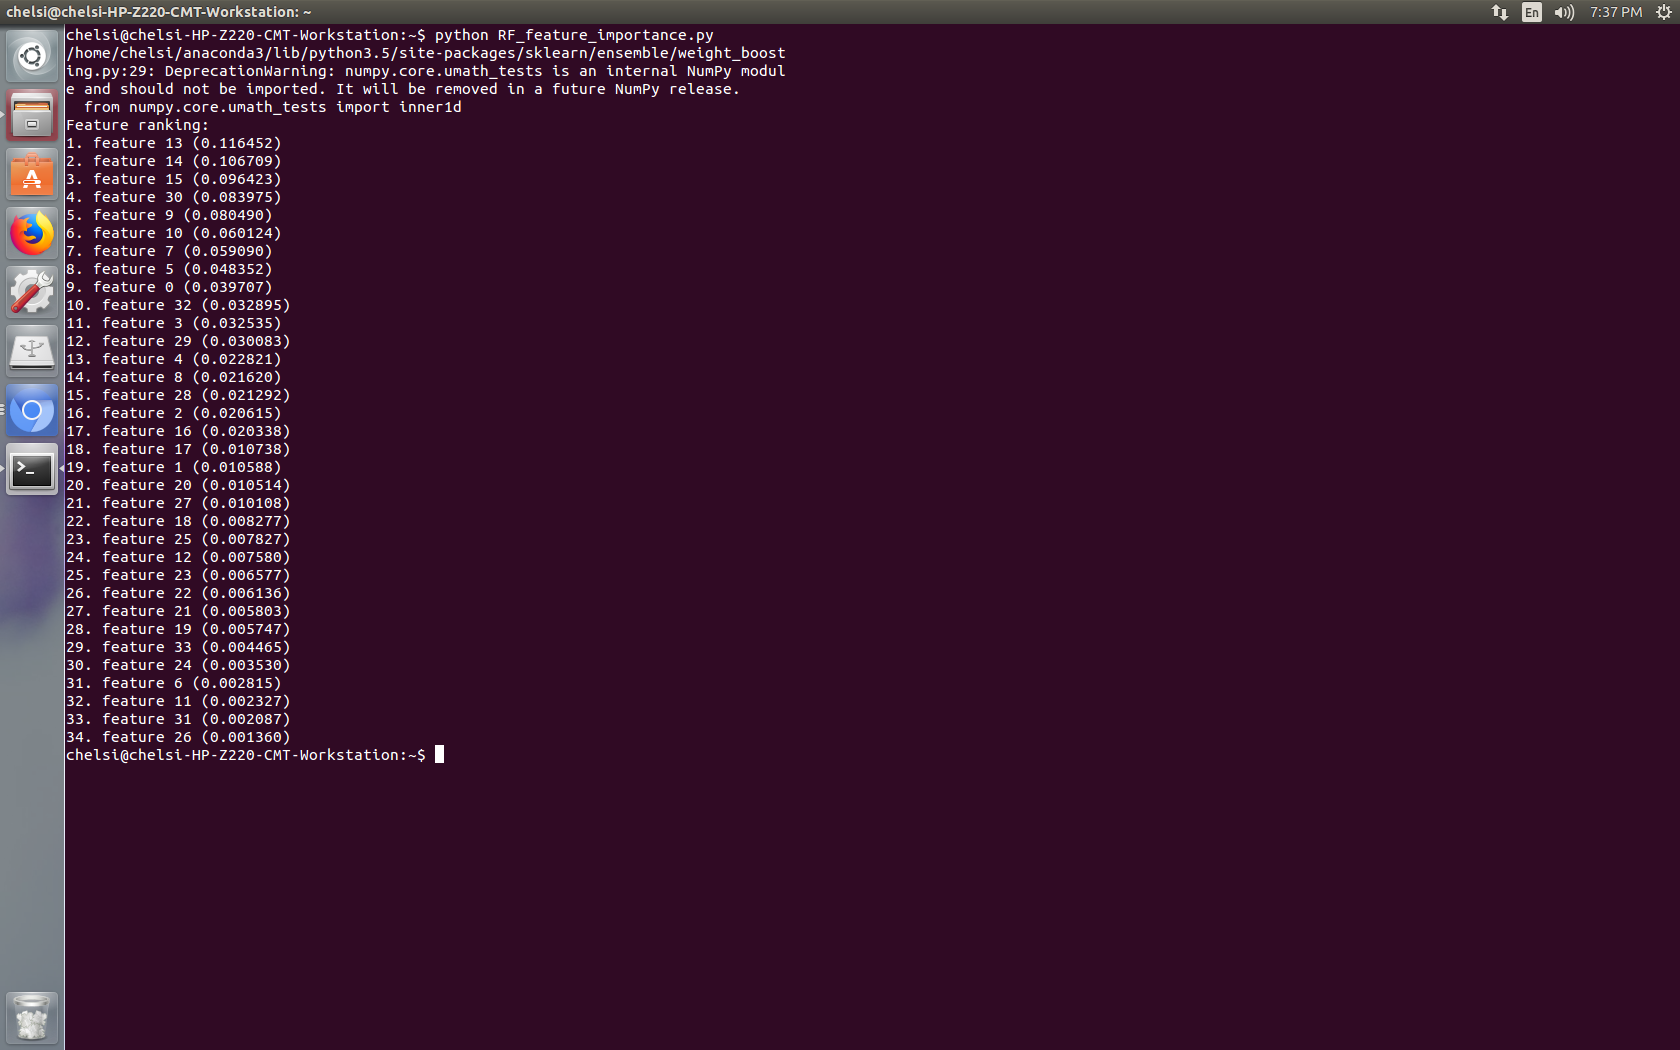 chelsi@chelsi-HP-Z220-CMT-Workstation: ~
En
7:37 PM
chelsi@chelsi-HP-Z220-CMT-Workstation:~$ python RF_feature_importance.py
/home/chelsi/anaconda3/lib/python3.5/site-packages/sklearn/ensemble/weight_boost
ing.py:29: DeprecationWarning: numpy.core.umath_tests is an internal NumPy modul
e and should not be imported. It will be removed in a future NumPy release.
  from numpy.core.umath_tests import inner1d
Feature ranking:
1. feature 13 (0.116452)
2. feature 14 (0.106709)
3. feature 15 (0.096423)
4. feature 30 (0.083975)
5. feature 9 (0.080490)
6. feature 10 (0.060124)
7. feature 7 (0.059090)
8. feature 5 (0.048352)
9. feature 0 (0.039707)
10. feature 32 (0.032895)
11. feature 3 (0.032535)
12. feature 29 (0.030083)
13. feature 4 (0.022821)
14. feature 8 (0.021620)
15. feature 28 (0.021292)
16. feature 2 (0.020615)
17. feature 16 (0.020338)
18. feature 17 (0.010738)
19. feature 1 (0.010588)
20. feature 20 (0.010514)
21. feature 27 (0.010108)
22. feature 18 (0.008277)
23. feature 25 (0.007827)
24. feature 12 (0.007580)
25. feature 23 (0.006577)
26. feature 22 (0.006136)
27. feature 21 (0.005803)
28. feature 19 (0.005747)
29. feature 33 (0.004465)
30. feature 24 (0.003530)
31. feature 6 (0.002815)
32. feature 11 (0.002327)
33. feature 31 (0.002087)
34. feature 26 (0.001360)
chelsi@chelsi-HP-Z220-CMT-Workstation:~$